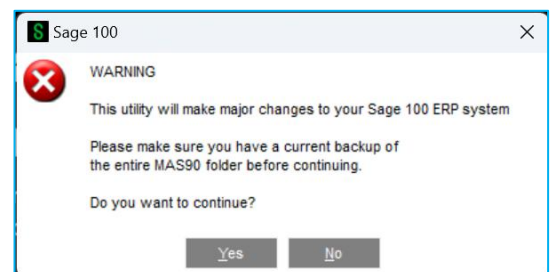 S Sage 100
WARNING
This utility will make major changes to your Sage 100 ERP system
Please make sure you have a current backup of
the entire MAS90 folder before continuing.
Do you want to continue?
Yes No